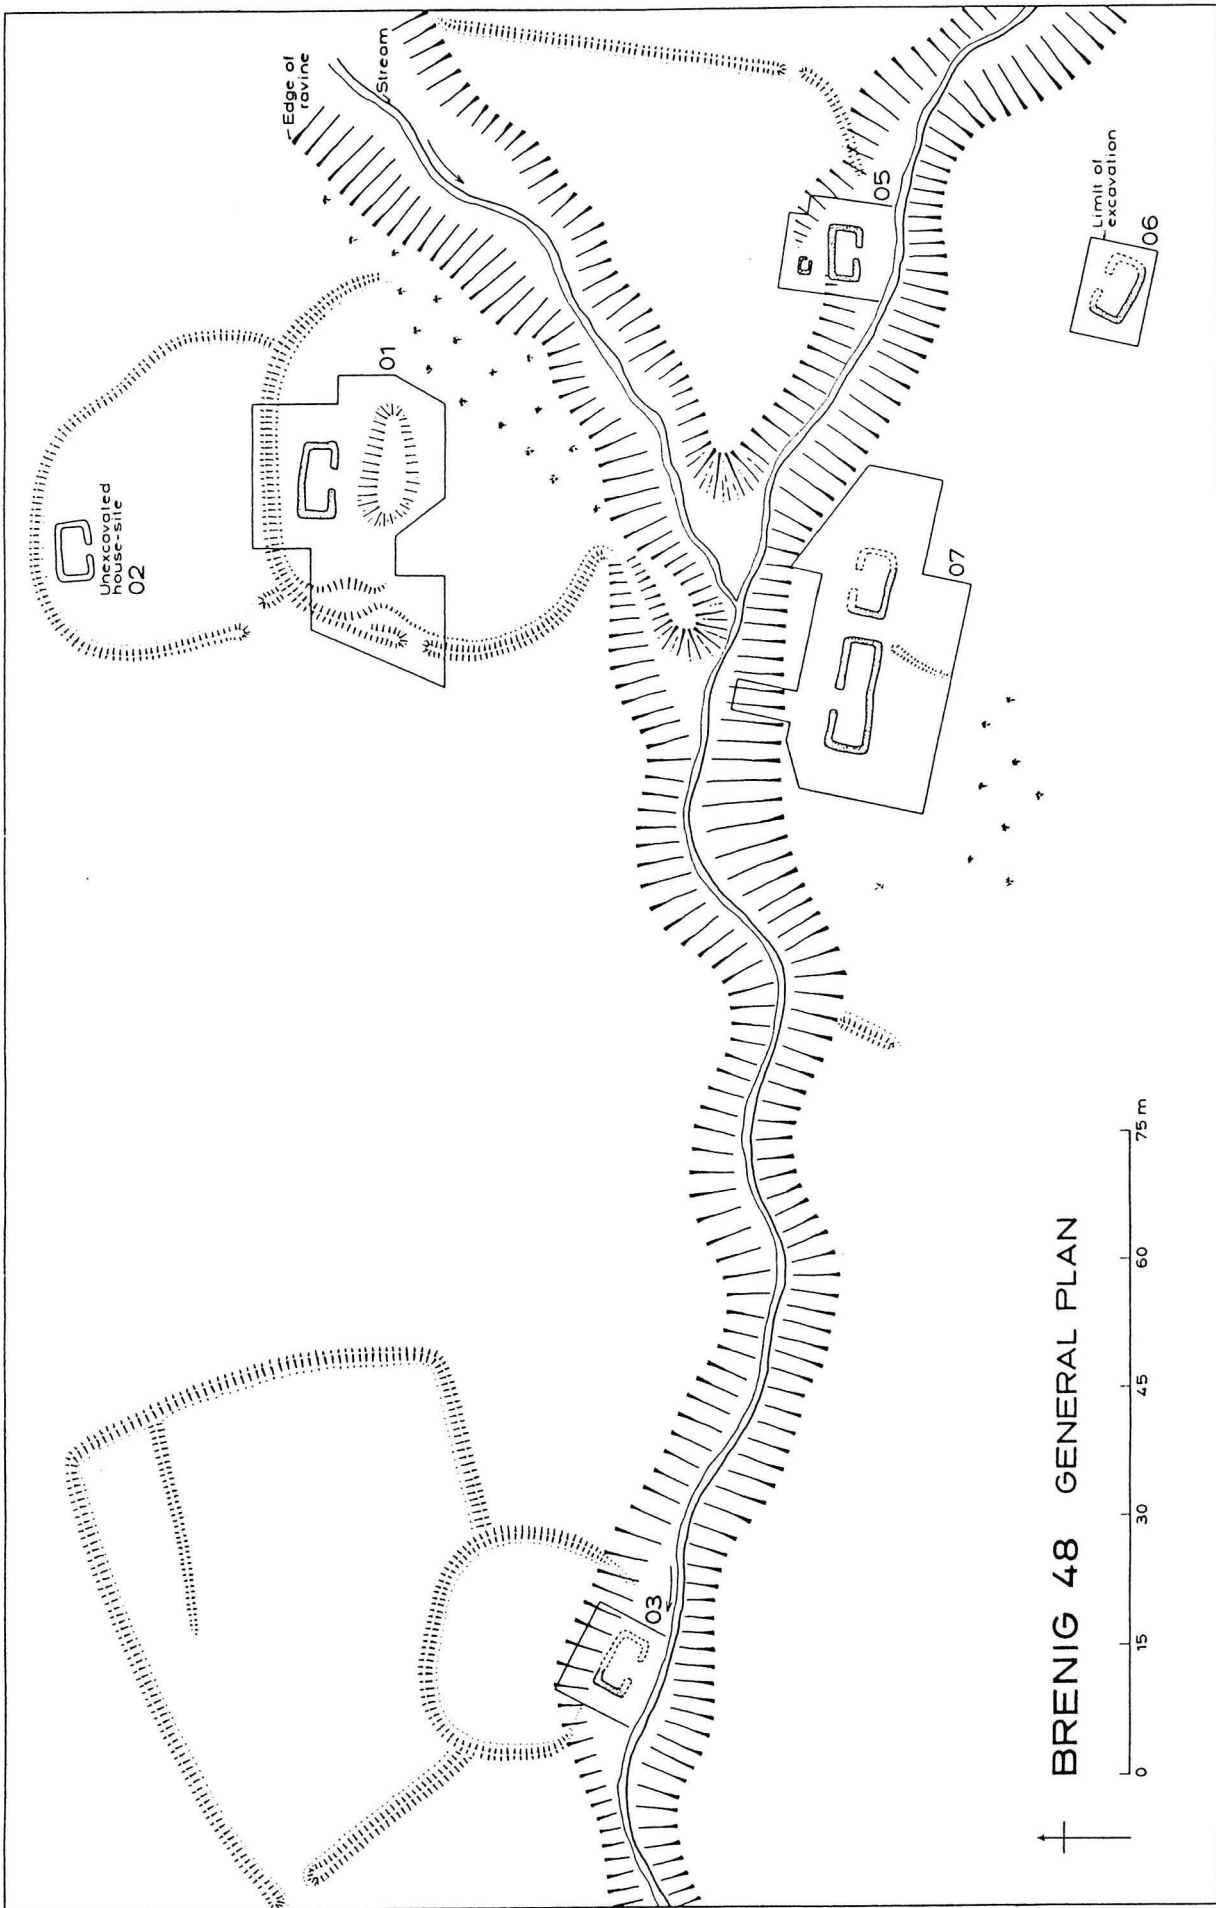 Edge of
ravine
Stream
01
Unexcavated
house-site
02
05
Limit of
excavation
06
07
03
BRENIG 48 GENERAL PLAN
0 15 30 45 60 75 m